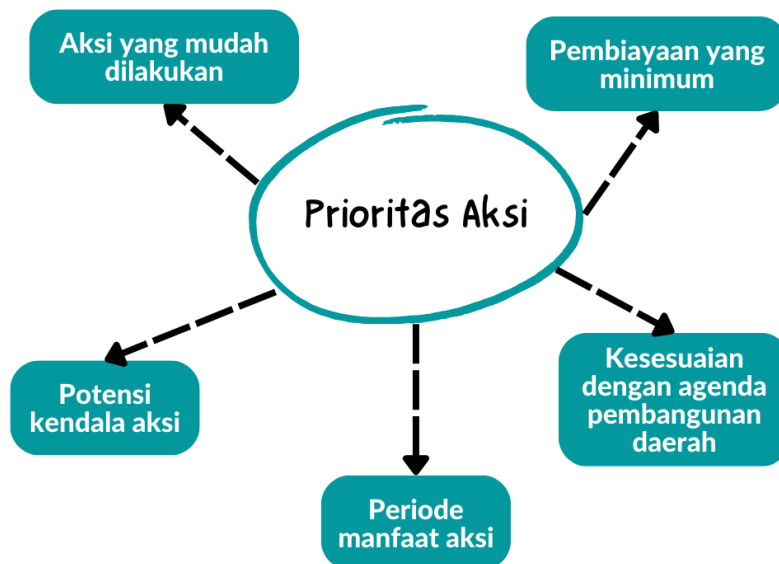 Aksi yang mudah
dilakukan
Pembiayaan yang
minimum
Prioritas Aksi
Potensi
kendala aksi
Kesesuaian
dengan agenda
pembangunan
daerah
Periode
manfaat aksi